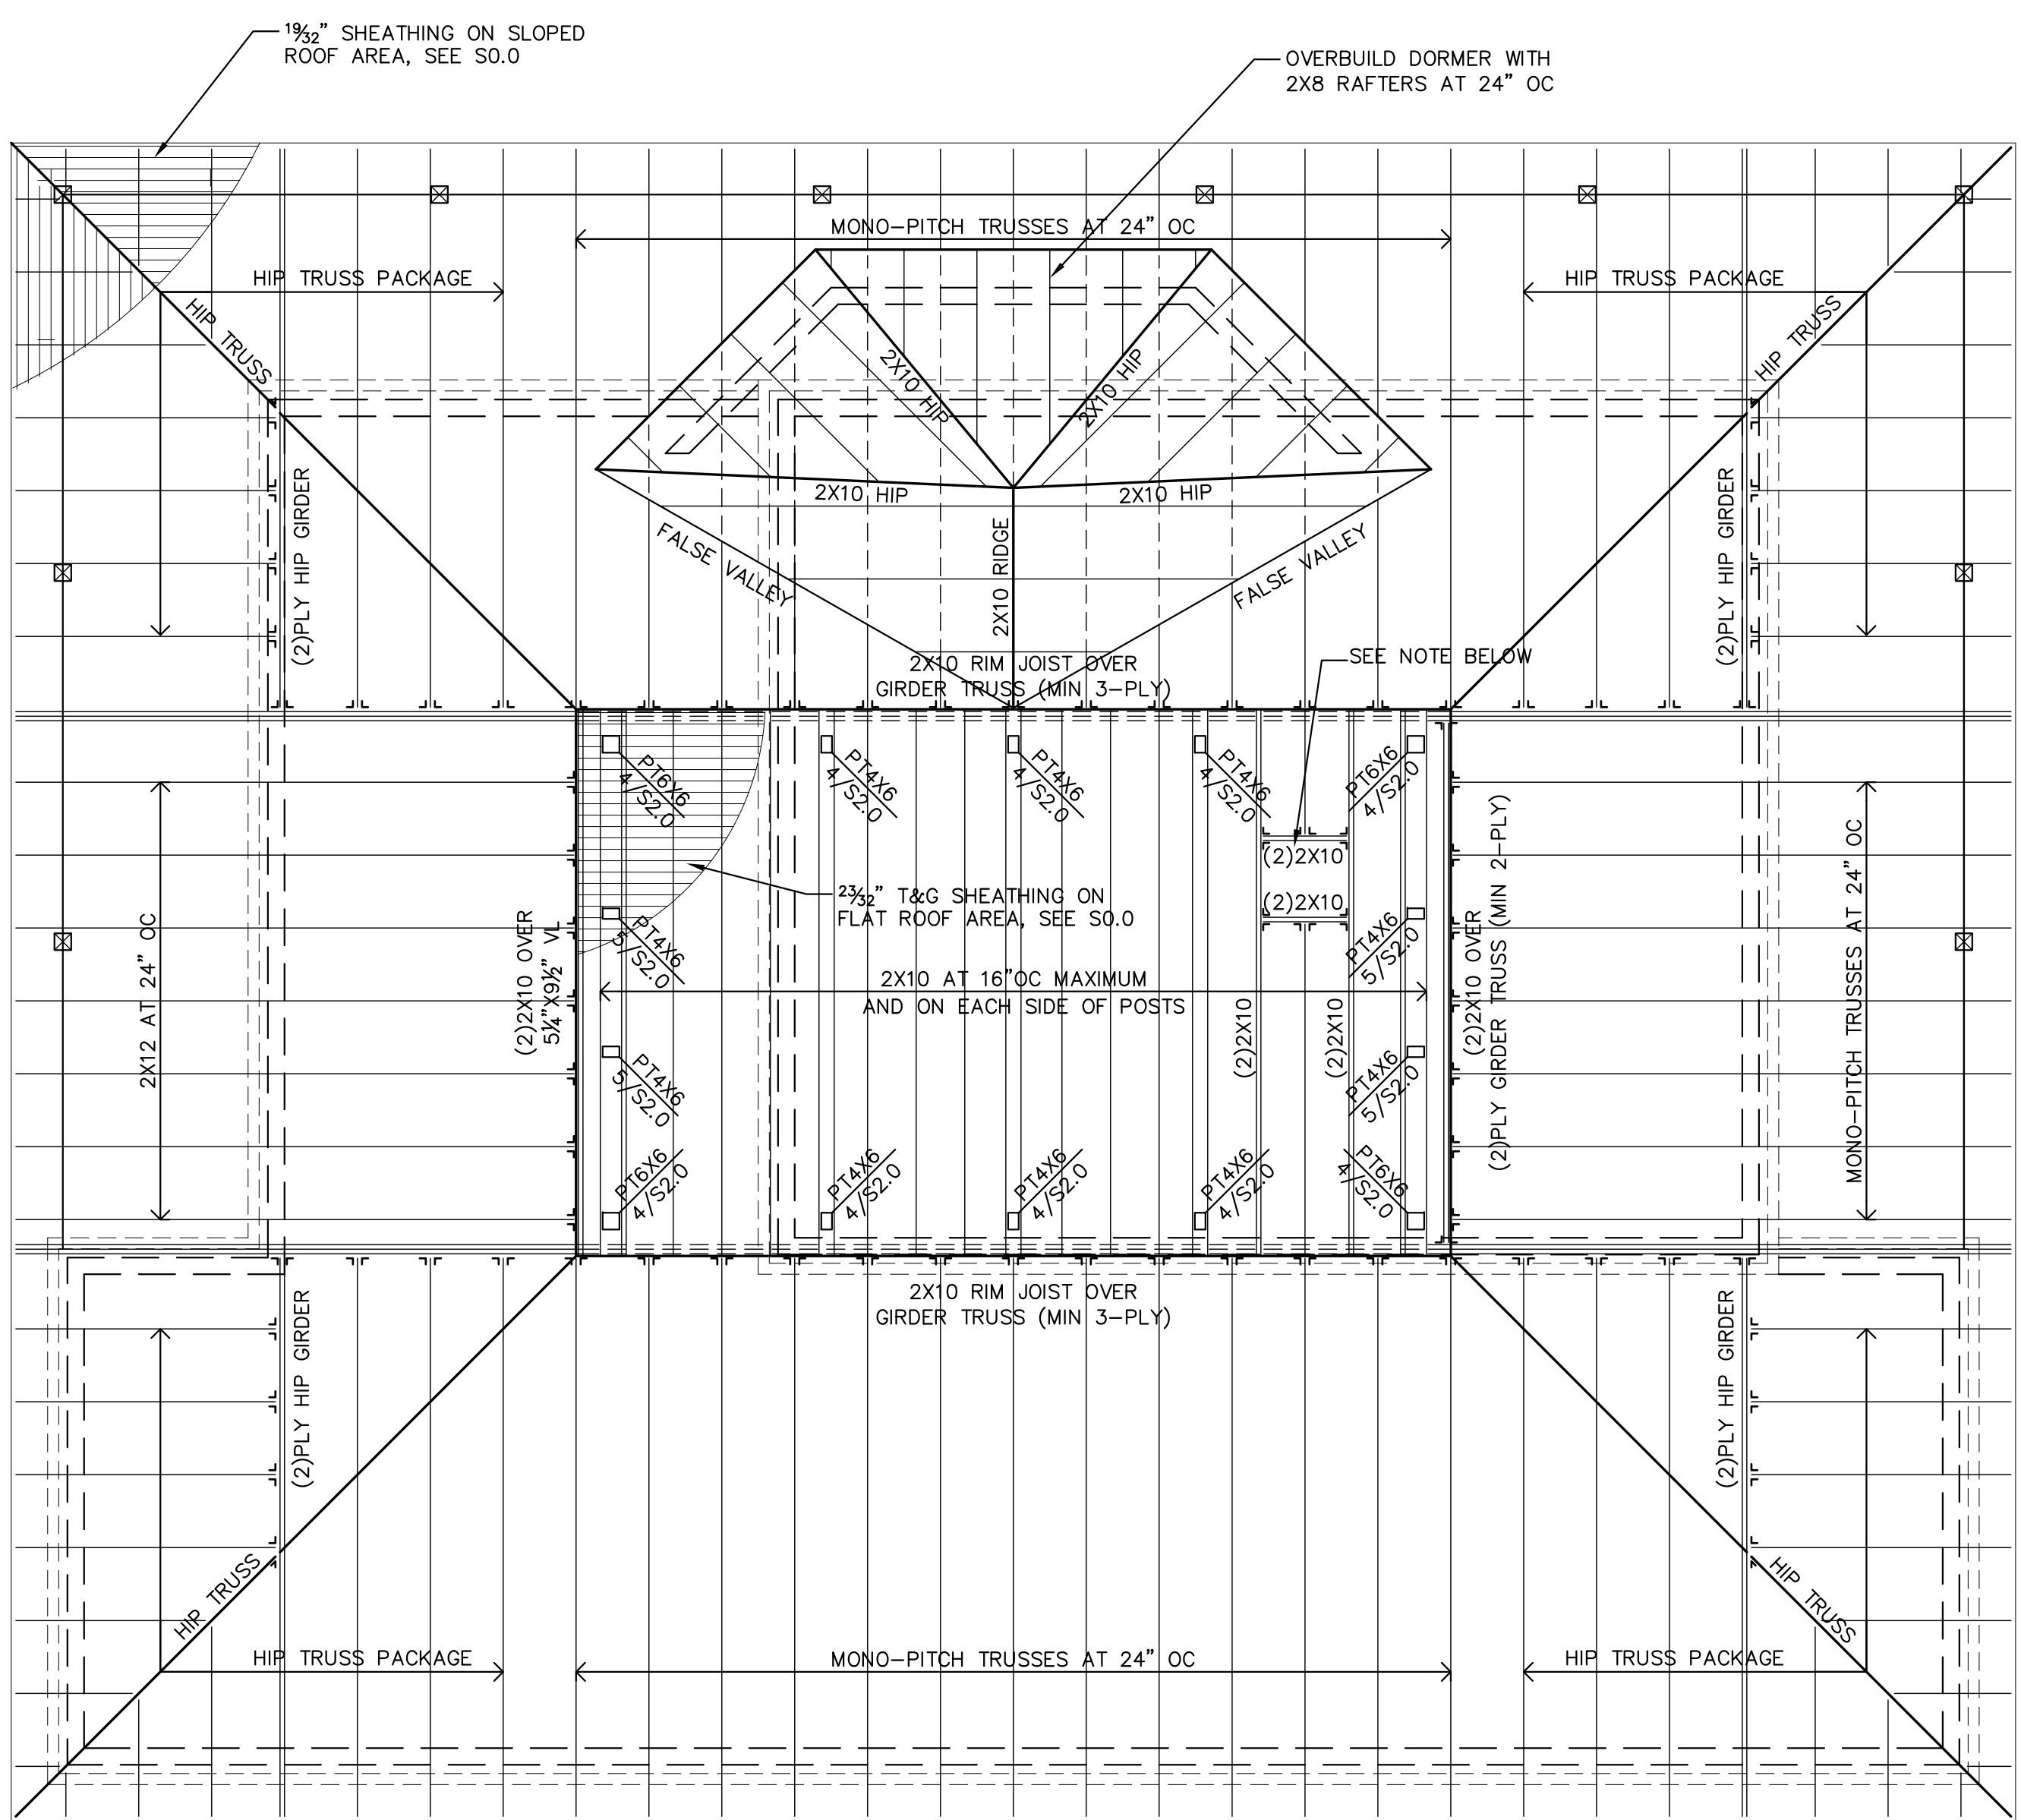 19/32" SHEATHING ON SLOPED
ROOF AREA, SEE S0.0
OVERBUILD DORMER WITH
2X8 RAFTERS AT 24" OC
MONO-PITCH TRUSSES AT 24" OC
HIP TRUSS PACKAGE
HIP TRUSS PACKAGE
HIP TRUSS
HIP TRUSS
2X10 HIP
2X10 HIP
(2)PLY HIP GIRDER
(2)PLY HIP GIRDER
2X10 HIP
2X10 HIP
FALSE VALLEY
2X10 RIDGE
FALSE VALLEY
2X10 RIM JOIST OVER
GIRDER TRUSS (MIN 3-PLY)
SEE NOTE BELOW
PT6X6
4/S2.0
PT4X6
4/S2.0
PT4X6
4/S2.0
PT4X6
4/S2.0
PT6X6
4/S2.0
(2)2X10
(2)2X10
23/32" T&G SHEATHING ON
FLAT ROOF AREA, SEE S0.0
PT4X6
5/S2.0
PT4X6
5/S2.0
2X12 AT 24" OC
(2)2X10 OVER
5¼"X9½" VL
2X10 AT 16"OC MAXIMUM
AND ON EACH SIDE OF POSTS
(2)2X10
(2)2X10
(2)2X10 OVER
(2)PLY GIRDER TRUSS (MIN 2-PLY)
MONO-PITCH TRUSSES AT 24" OC
PT4X6
5/S2.0
PT4X6
5/S2.0
PT6X6
4/S2.0
PT4X6
4/S2.0
PT4X6
4/S2.0
PT4X6
4/S2.0
PT6X6
4/S2.0
2X10 RIM JOIST OVER
GIRDER TRUSS (MIN 3-PLY)
(2)PLY HIP GIRDER
(2)PLY HIP GIRDER
HIP TRUSS
HIP TRUSS
HIP TRUSS PACKAGE
MONO-PITCH TRUSSES AT 24" OC
HIP TRUSS PACKAGE